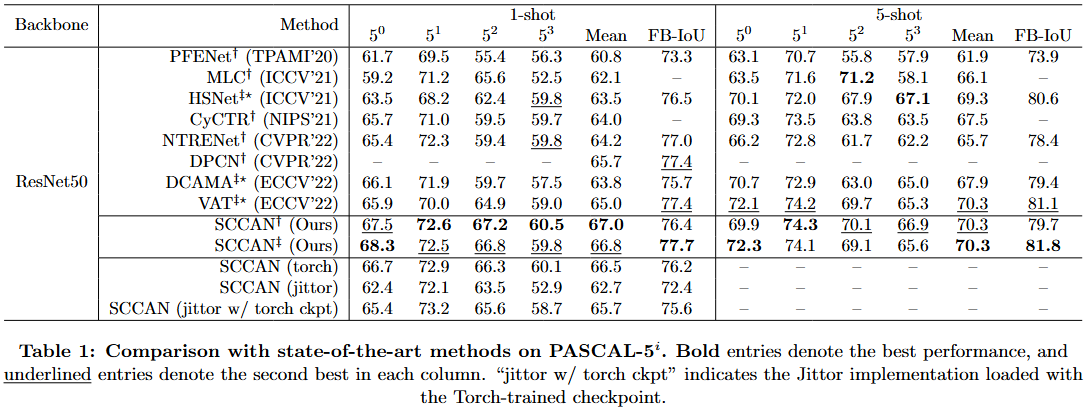 Backbone Method 1-shot 5-shot
5⁰ 5¹ 5² 5³ Mean FB-IoU 5⁰ 5¹ 5² 5³ Mean FB-IoU
PFENet† (TPAMI'20) 61.7 69.5 55.4 56.3 60.8 73.3 63.1 70.7 55.8 57.9 61.9 73.9
MLC† (ICCV'21) 59.2 71.2 65.6 52.5 62.1 – 63.5 71.6 71.2 58.1 66.1 –
HSNet‡⋆ (ICCV'21) 63.5 68.2 62.4 59.8 63.5 76.5 70.1 72.0 67.9 67.1 69.3 80.6
CyCTR† (NIPS'21) 65.7 71.0 59.5 59.7 64.0 – 69.3 73.5 63.8 63.5 67.5 –
NTRENet† (CVPR'22) 65.4 72.3 59.4 59.8 64.2 77.0 66.2 72.8 61.7 62.2 65.7 78.4
DPCN† (CVPR'22) – – – – 65.7 77.4 – – – – – –
ResNet50 DCAMA‡⋆ (ECCV'22) 66.1 71.9 59.7 57.5 63.8 75.7 70.7 72.9 63.0 65.0 67.9 79.4
VAT‡⋆ (ECCV'22) 65.9 70.0 64.9 59.0 65.0 77.4 72.1 74.2 69.7 65.3 70.3 81.1
SCCAN† (Ours) 67.5 72.6 67.2 60.5 67.0 76.4 69.9 74.3 70.1 66.9 70.3 79.7
SCCAN‡ (Ours) 68.3 72.5 66.8 59.8 66.8 77.7 72.3 74.1 69.1 65.6 70.3 81.8
SCCAN (torch) 66.7 72.9 66.3 60.1 66.5 76.2 – – – – – –
SCCAN (jittor) 62.4 72.1 63.5 52.9 62.7 72.4 – – – – – –
SCCAN (jittor w/ torch ckpt) 65.4 73.2 65.6 58.7 65.7 75.6 – – – – – –
Table 1: Comparison with state-of-the-art methods on PASCAL-5ⁱ. Bold entries denote the best performance, and
underlined entries denote the second best in each column. "jittor w/ torch ckpt" indicates the Jittor implementation loaded with
the Torch-trained checkpoint.